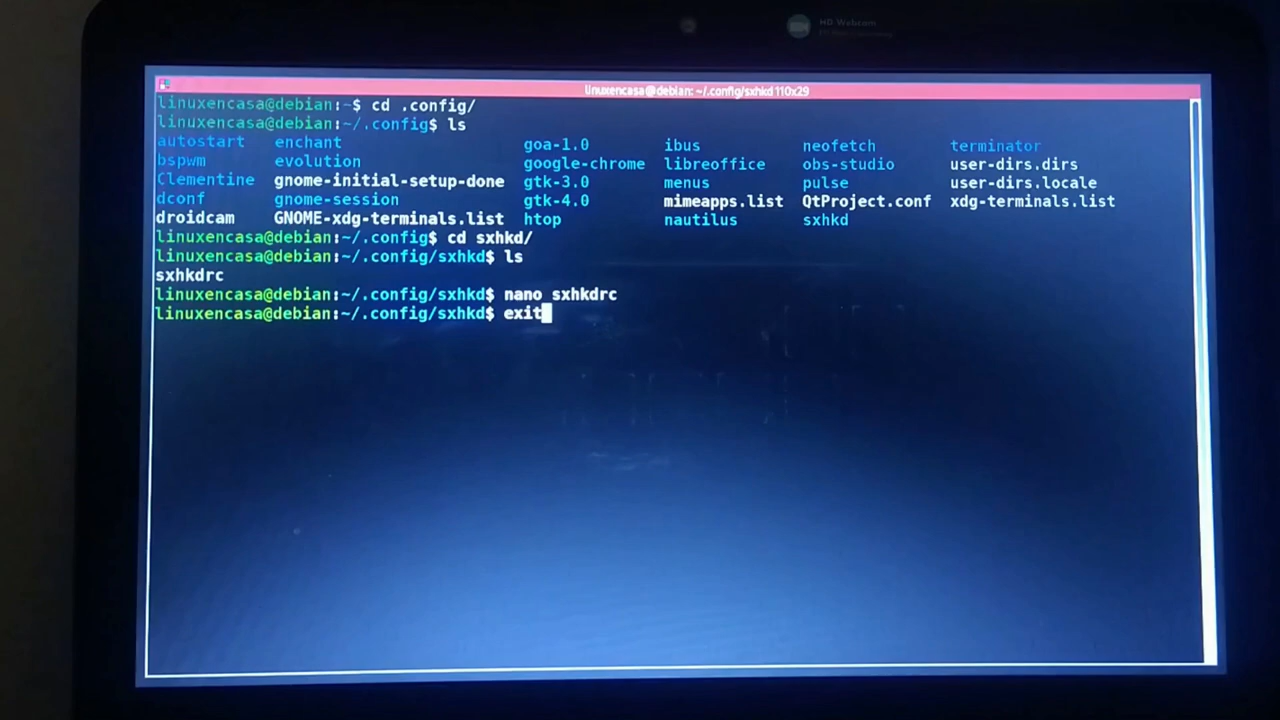 HD Webcam
linuxencasa@debian: ~/.config/sxhkd 110x29
linuxencasa@debian:~$ cd .config/
linuxencasa@debian:~/.config$ ls
autostart enchant goa-1.0 ibus neofetch terminator
bspwm evolution google-chrome libreoffice obs-studio user-dirs.dirs
Clementine gnome-initial-setup-done gtk-3.0 menus pulse user-dirs.locale
dconf gnome-session gtk-4.0 mimeapps.list QtProject.conf xdg-terminals.list
droidcam GNOME-xdg-terminals.list htop nautilus sxhkd
linuxencasa@debian:~/.config$ cd sxhkd/
linuxencasa@debian:~/.config/sxhkd$ ls
sxhkdrc
linuxencasa@debian:~/.config/sxhkd$ nano sxhkdrc
linuxencasa@debian:~/.config/sxhkd$ exit